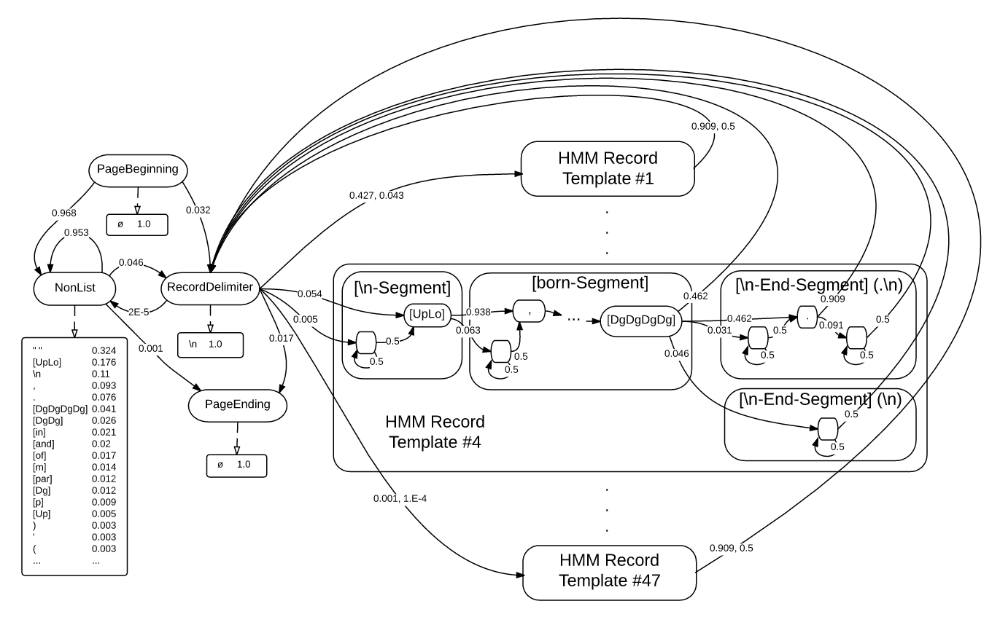 0.909, 0.5
HMM Record
Template #1
PageBeginning
0.427, 0.043
0.968
0.032
ø 1.0
0.953
.
.
.
0.046
NonList
RecordDelimiter
2E-5
0.054
0.005
0.017
\n 1.0
0.001
PageEnding
ø 1.0
" " 0.324
[UpLo] 0.176
\n 0.11
, 0.093
. 0.076
[DgDgDgDg] 0.041
[DgDg] 0.026
[in] 0.021
[and] 0.02
[of] 0.017
[m] 0.014
[par] 0.012
[Dg] 0.012
[p] 0.009
[Up] 0.005
) 0.003
' 0.003
( 0.003
... ...
[\n-Segment]
[UpLo]
0.5
0.5
0.938
0.063
[born-Segment]
,
...
[DgDgDgDg]
0.5
0.5
0.462
0.462
0.031
0.046
[\n-End-Segment] (.\n)
0.909
.
0.091
0.5
0.5
0.5
0.5
[\n-End-Segment] (\n)
0.5
0.5
HMM Record
Template #4
0.001, 1.E-4
.
.
.
0.909, 0.5
HMM Record
Template #47